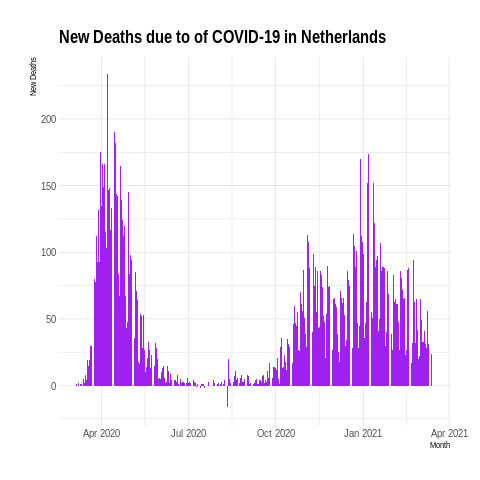 New Deaths due to of COVID-19 in Netherlands
New Deaths
200
150
100
50
0
Apr 2020 Jul 2020 Oct 2020 Jan 2021 Apr 2021
Month